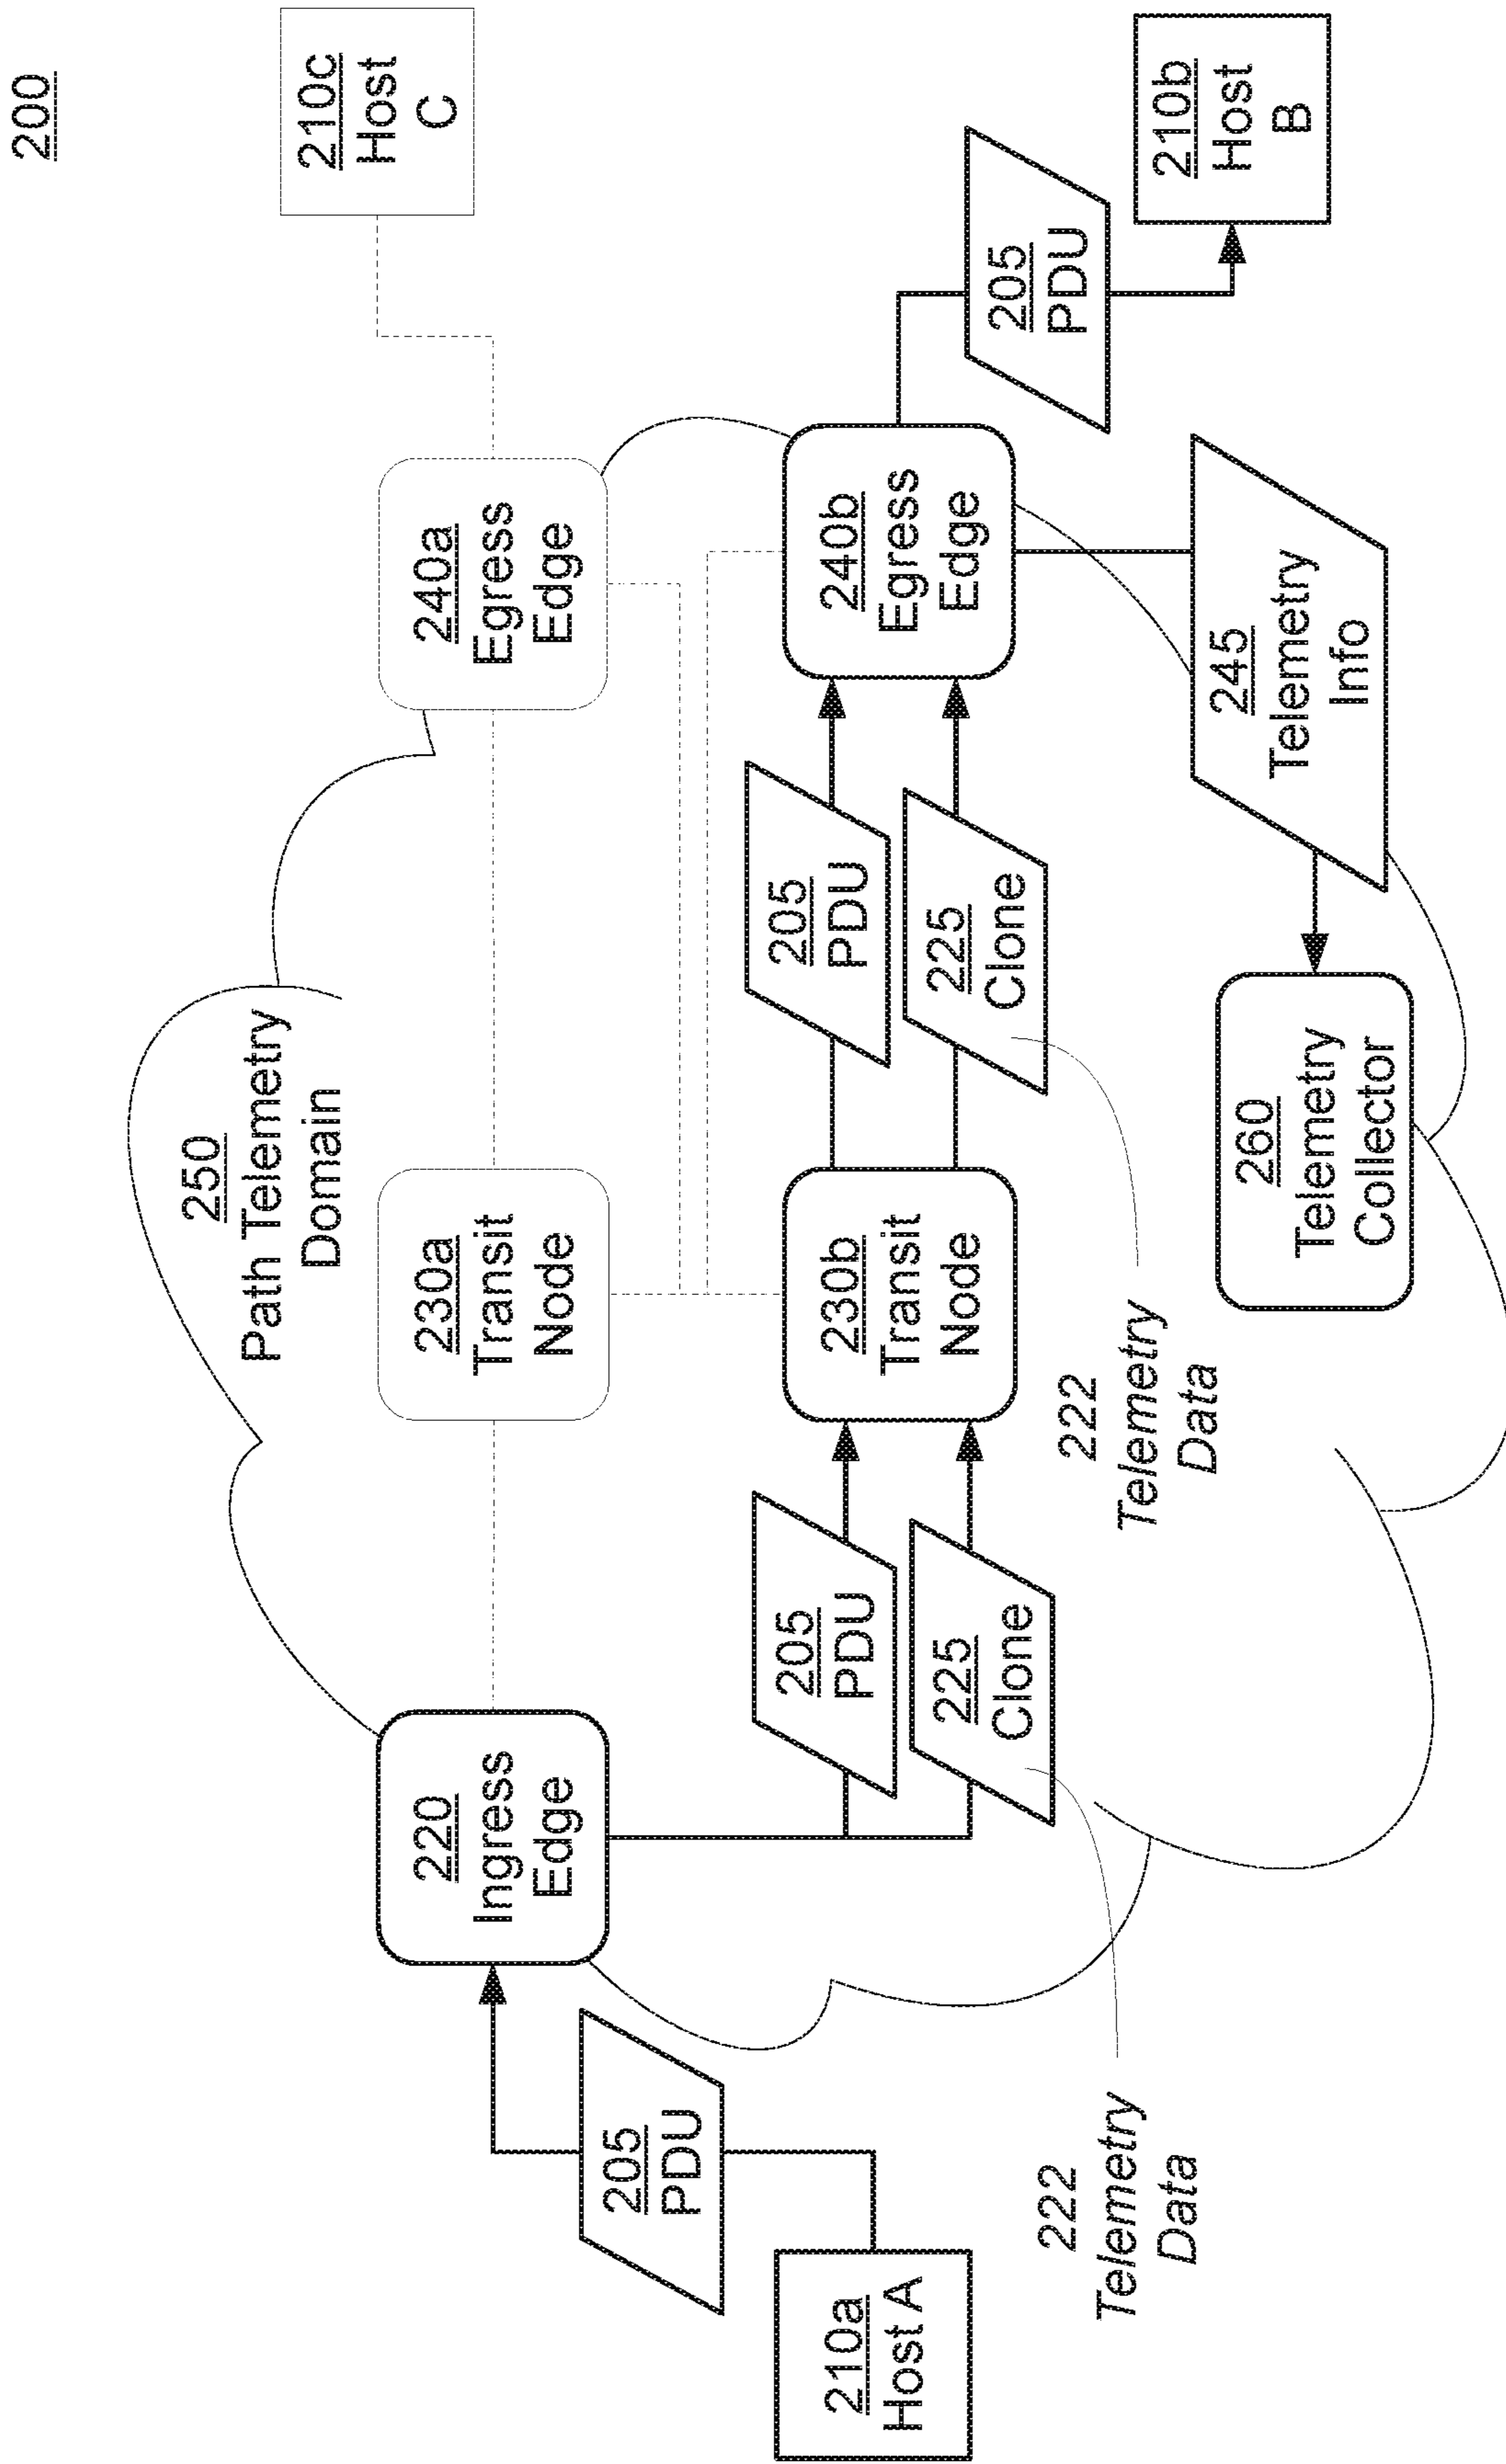 200
210c
Host
C
250
Path Telemetry
Domain
220
Ingress
Edge
230a
Transit
Node
240a
Egress
Edge
205
PDU
210a
Host A
205
PDU
225
Clone
230b
Transit
Node
205
PDU
225
Clone
240b
Egress
Edge
205
PDU
210b
Host
B
222
Telemetry
Data
222
Telemetry
Data
260
Telemetry
Collector
245
Telemetry
Info